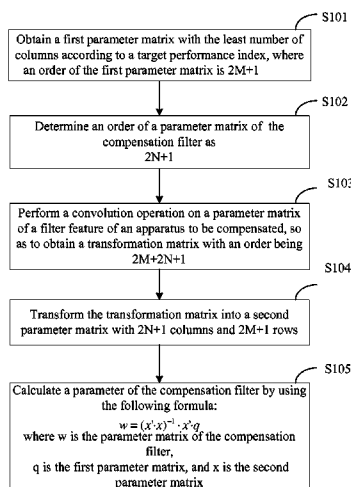 S101
Obtain a first parameter matrix with the least number of
columns according to a target performance index, where
an order of the first parameter matrix is 2M+1
S102
Determine an order of a parameter matrix of the
compensation filter as
2N+1
S103
Perform a convolution operation on a parameter matrix
of a filter feature of an apparatus to be compensated, so
as to obtain a transformation matrix with an order being
2M+2N+1
S104
Transform the transformation matrix into a second
parameter matrix with 2N+1 columns and 2M+1 rows
S105
Calculate a parameter of the compensation filter by using
the following formula:
w = (x'·x)⁻¹ · x'·q
where w is the parameter matrix of the compensation
filter,
q is the first parameter matrix, and x is the second
parameter matrix